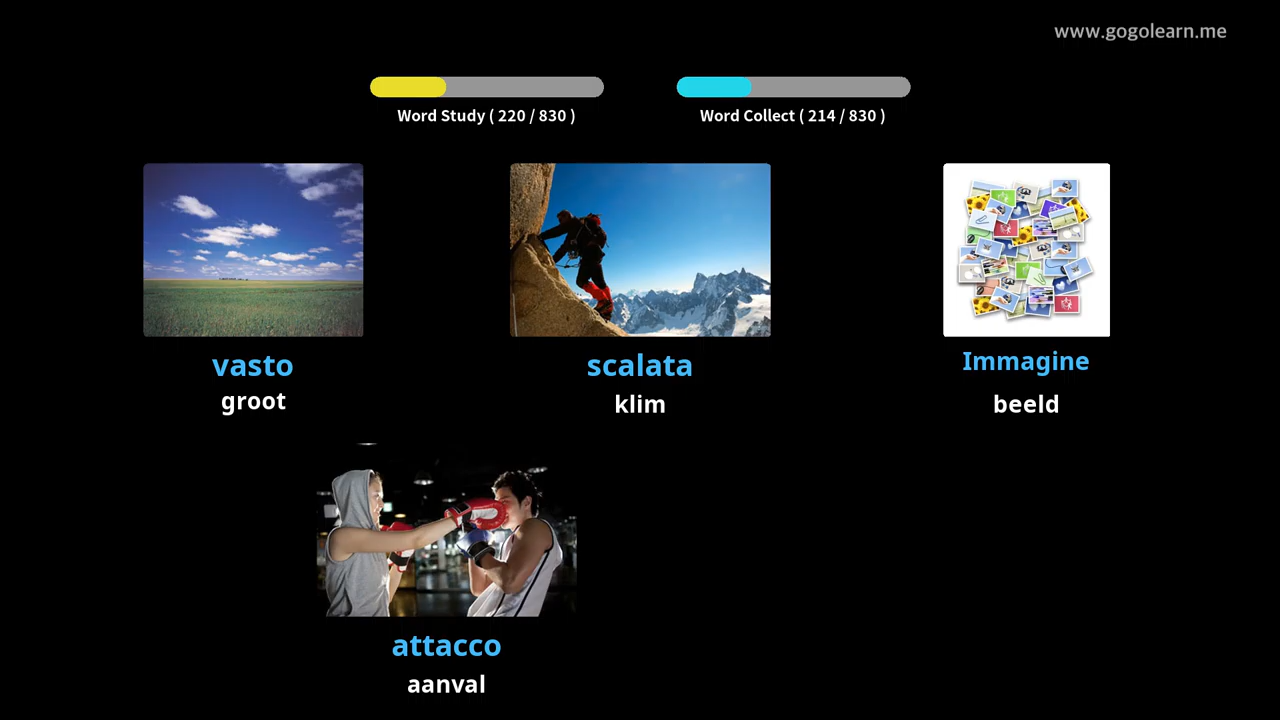 www.gogolearn.me
Word Study ( 220 / 830 )
Word Collect ( 214 / 830 )
vasto
groot
scalata
klim
Immagine
beeld
attacco
aanval